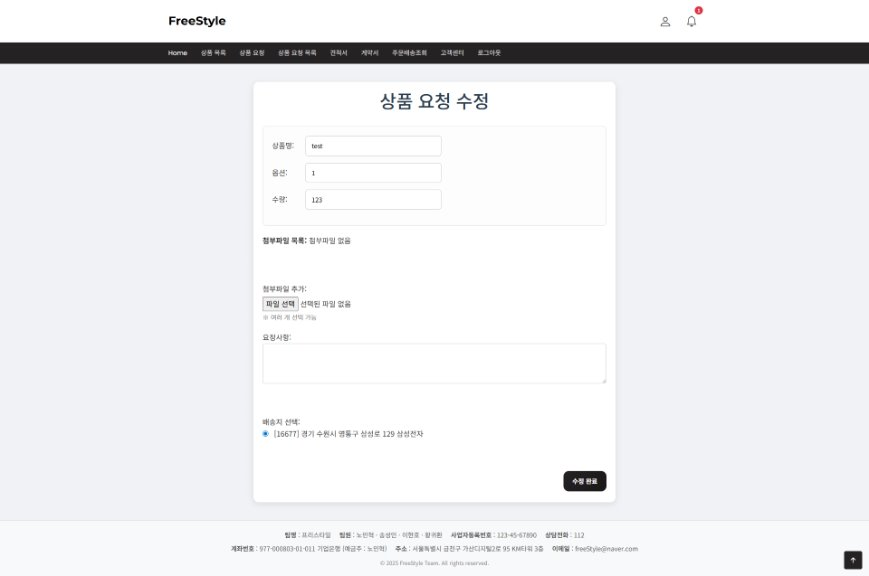 FreeStyle
1
Home 상품 목록 상품 요청 상품 요청 목록 견적서 계약서 주문배송조회 고객센터 로그아웃
상품 요청 수정
상품명: test
옵션: 1
수량: 123
첨부파일 목록: 첨부파일 없음
첨부파일 추가:
파일 선택 선택된 파일 없음
※ 여러 개 선택 가능
요청사항:
배송지 선택:
[16677] 경기 수원시 영통구 삼성로 129 삼성전자
수정 완료
팀명 : 프리스타일 팀원 : 노민혁 · 송성민 · 이현호 · 황귀환 사업자등록번호 : 123-45-67890 상담전화 : 112
계좌번호 : 977-000803-01-011 기업은행 (예금주 : 노민혁) 주소 : 서울특별시 금천구 가산디지털2로 95 KM타워 3층 이메일 : freeStyle@naver.com
© 2025 FreeStyle Team. All rights reserved.